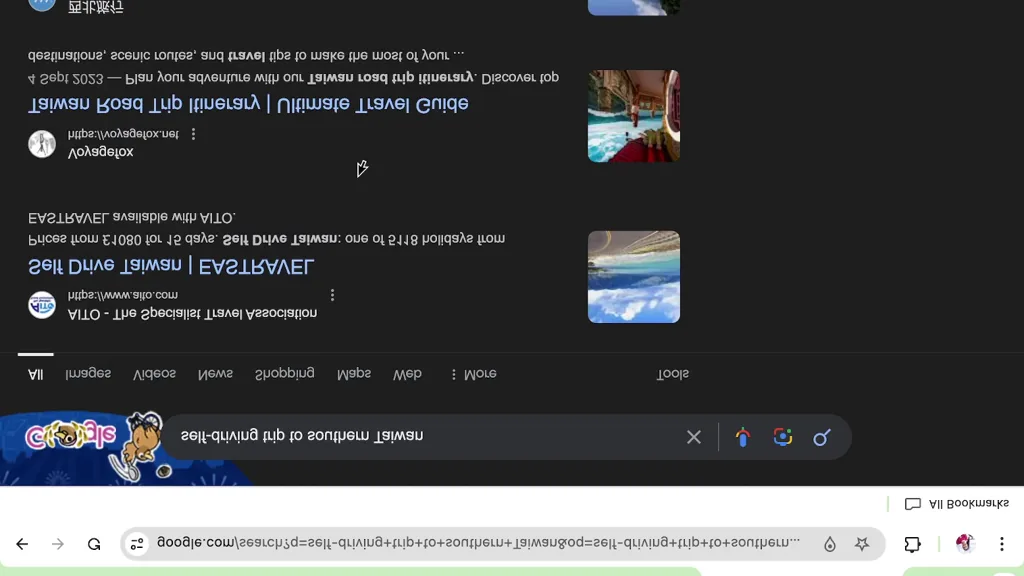 google.com/search?q=self-driving+trip+to+southern+Taiwan&oq=self-driving+trip+to+southern...
All Bookmarks
Google
self-driving trip to southern Taiwan
All Images Videos News Shopping Maps Web More Tools
AITO - The Specialist Travel Association
https://www.aito.com
Self Drive Taiwan | EASTRAVEL
Prices from £1080 for 15 days. Self Drive Taiwan: one of 5118 holidays from
EASTRAVEL available with AITO.
Voyagefox
https://voyagefox.net
Taiwan Road Trip Itinerary | Ultimate Travel Guide
4 Sept 2023 — Plan your adventure with our Taiwan road trip itinerary. Discover top
destinations, scenic routes, and travel tips to make the most of your ...